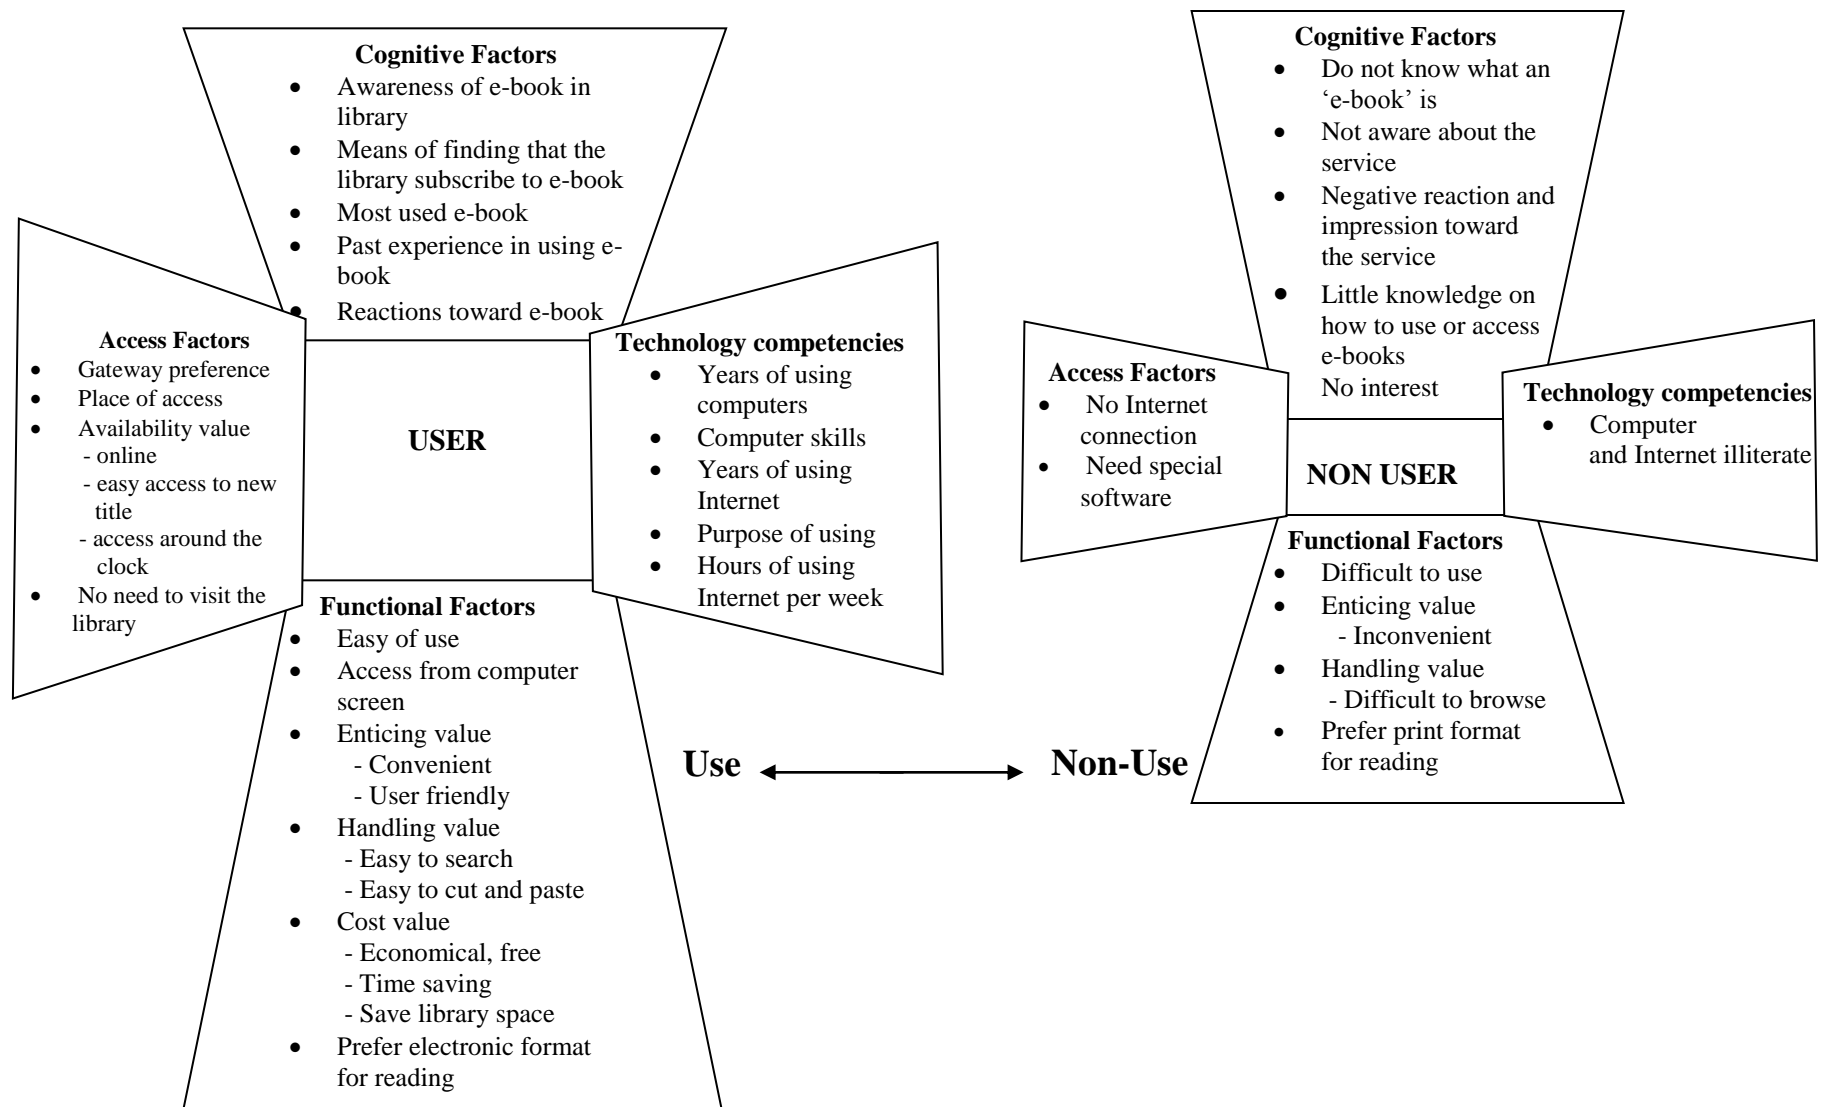 Cognitive Factors
• Awareness of e-book in
library
• Means of finding that the
library subscribe to e-book
• Most used e-book
• Past experience in using e-
book
• Reactions toward e-book
Access Factors
• Gateway preference
• Place of access
• Availability value
- online
- easy access to new
title
- access around the
clock
• No need to visit the
library
USER
Technology competencies
• Years of using
computers
• Computer skills
• Years of using
Internet
• Purpose of using
• Hours of using
Internet per week
Functional Factors
• Easy of use
• Access from computer
screen
• Enticing value
- Convenient
- User friendly
• Handling value
- Easy to search
- Easy to cut and paste
• Cost value
- Economical, free
- Time saving
- Save library space
• Prefer electronic format
for reading
Use
Non-Use
Cognitive Factors
• Do not know what an
‘e-book’ is
• Not aware about the
service
• Negative reaction and
impression toward
the service
• Little knowledge on
how to use or access
e-books
No interest
Access Factors
• No Internet
connection
• Need special
software
NON USER
Technology competencies
• Computer
and Internet illiterate
Functional Factors
• Difficult to use
• Enticing value
- Inconvenient
• Handling value
- Difficult to browse
• Prefer print format
for reading